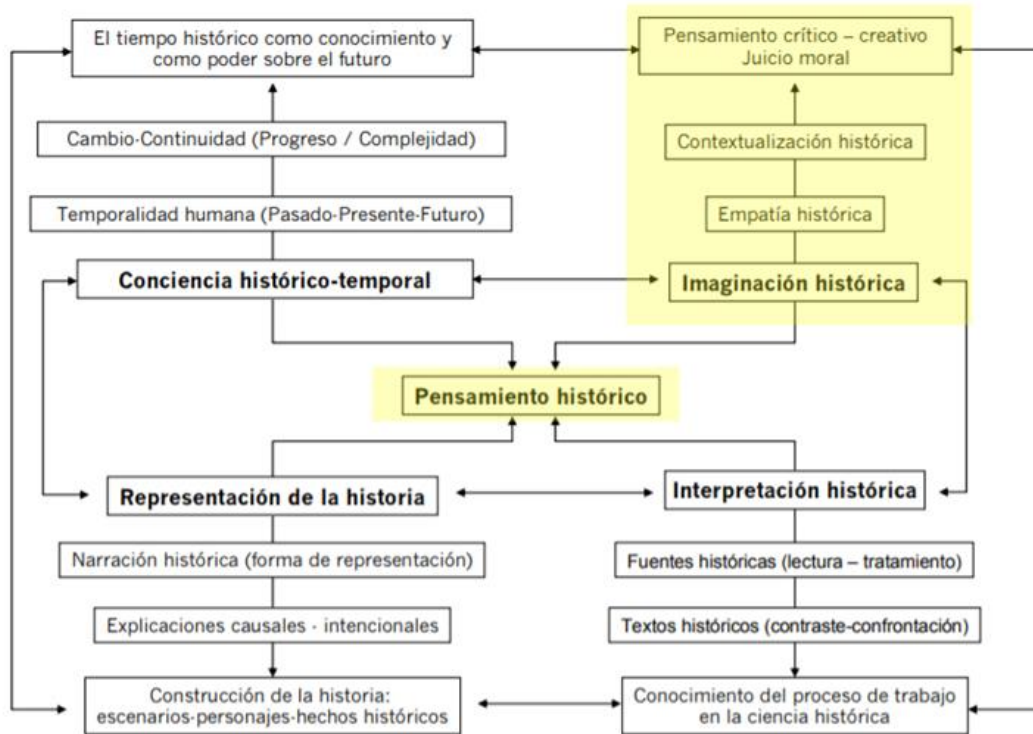 El tiempo histórico como conocimiento y
como poder sobre el futuro
Pensamiento crítico – creativo
Juicio moral
Cambio-Continuidad (Progreso / Complejidad)
Contextualización histórica
Temporalidad humana (Pasado-Presente-Futuro)
Empatía histórica
Conciencia histórico-temporal
Imaginación histórica
Pensamiento histórico
Representación de la historia
Interpretación histórica
Narración histórica (forma de representación)
Fuentes históricas (lectura – tratamiento)
Explicaciones causales - intencionales
Textos históricos (contraste-confrontación)
Construcción de la historia:
escenarios-personajes-hechos históricos
Conocimiento del proceso de trabajo
en la ciencia histórica